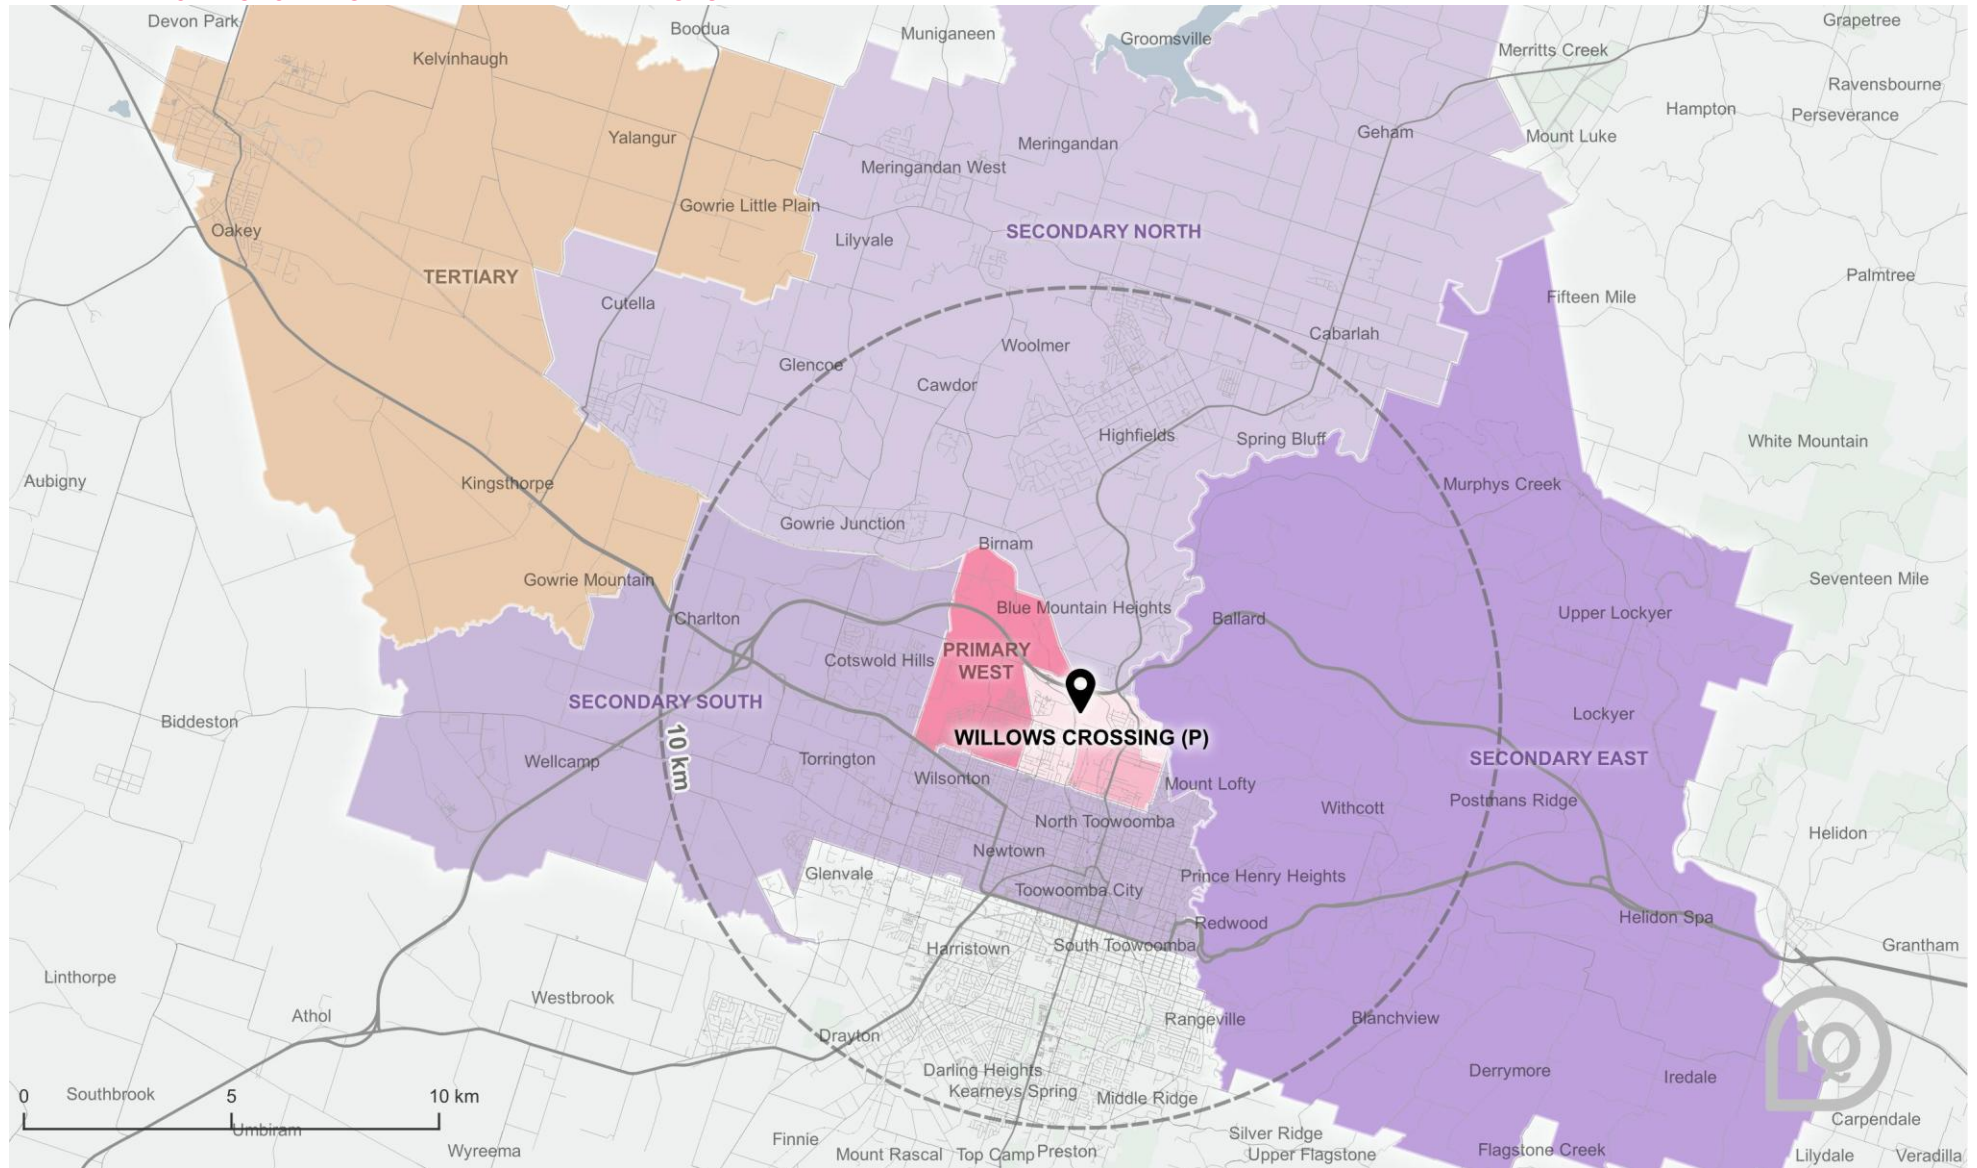 Devon Park
Boodua
Muniganeen
Groomsville
Grapetree
Merritts Creek
Kelvinhaugh
Ravensbourne
Hampton
Perseverance
Yalangur
Meringandan
Geham
Mount Luke
Meringandan West
Gowrie Little Plain
Oakey
Lilyvale
SECONDARY NORTH
TERTIARY
Palmtree
Cutella
Fifteen Mile
Cabarlah
Woolmer
Glencoe
Cawdor
Highfields
Spring Bluff
White Mountain
Aubigny
Kingsthorpe
Murphys Creek
Gowrie Junction
Birnam
Gowrie Mountain
Seventeen Mile
Blue Mountain Heights
Charlton
Ballard
Upper Lockyer
PRIMARY
WEST
Cotswold Hills
SECONDARY SOUTH
Biddeston
Lockyer
WILLOWS CROSSING (P)
10 km
Wellcamp
Torrington
Wilsonton
SECONDARY EAST
Mount Lofty
Withcott
Postmans Ridge
North Toowoomba
Helidon
Newtown
Glenvale
Toowoomba City
Prince Henry Heights
Redwood
Helidon Spa
Harristown
South Toowoomba
Grantham
Linthorpe
Westbrook
Athol
Rangeville
Blanchview
Drayton
iQ
Darling Heights
Derrymore
Iredale
Kearneys Spring
Middle Ridge
0
5
10 km
Southbrook
Carpendale
Umbiram
Finnie
Silver Ridge
Wyreema
Mount Rascal
Top Camp
Preston
Upper Flagstone
Flagstone Creek
Lilydale
Veradilla